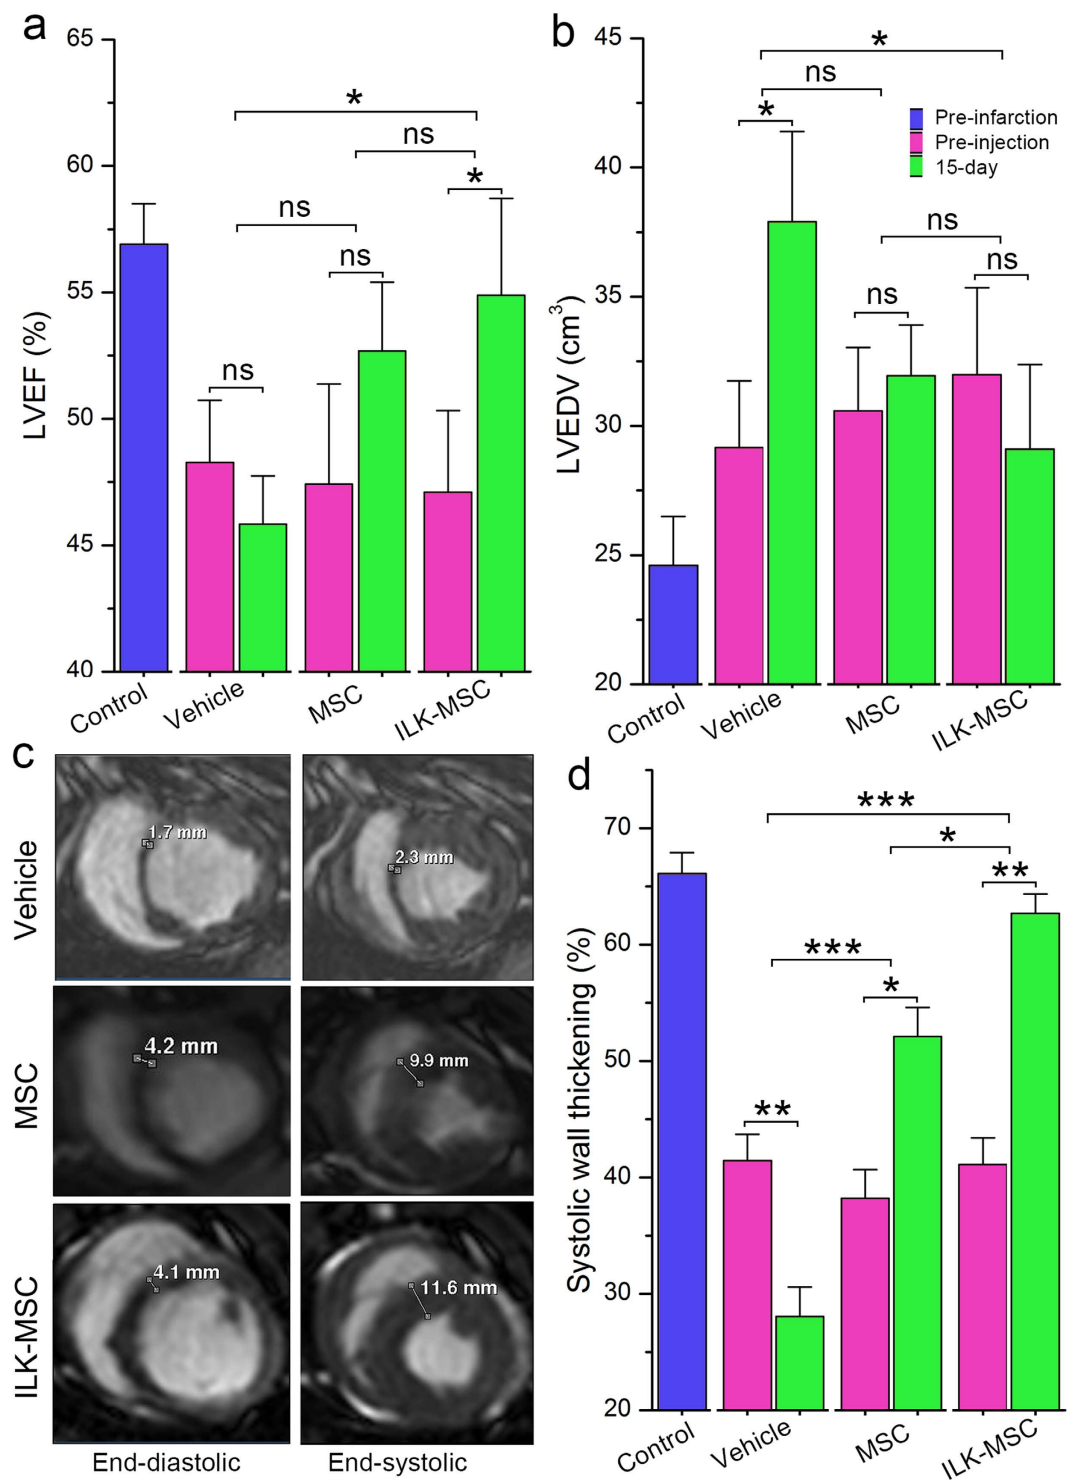 a
65
60
55
50
45
40
LVEF (%)
*
ns
*
ns
ns
ns
Control
Vehicle
MSC
ILK-MSC
b
45
40
35
30
25
20
LVEDV (cm³)
*
ns
*
Pre-infarction
Pre-injection
15-day
ns
ns
ns
Control
Vehicle
MSC
ILK-MSC
c
Vehicle
1.7 mm
2.3 mm
MSC
4.2 mm
9.9 mm
ILK-MSC
4.1 mm
11.6 mm
End-diastolic
End-systolic
d
70
60
50
40
30
20
Systolic wall thickening (%)
***
*
**
***
*
**
Control
Vehicle
MSC
ILK-MSC